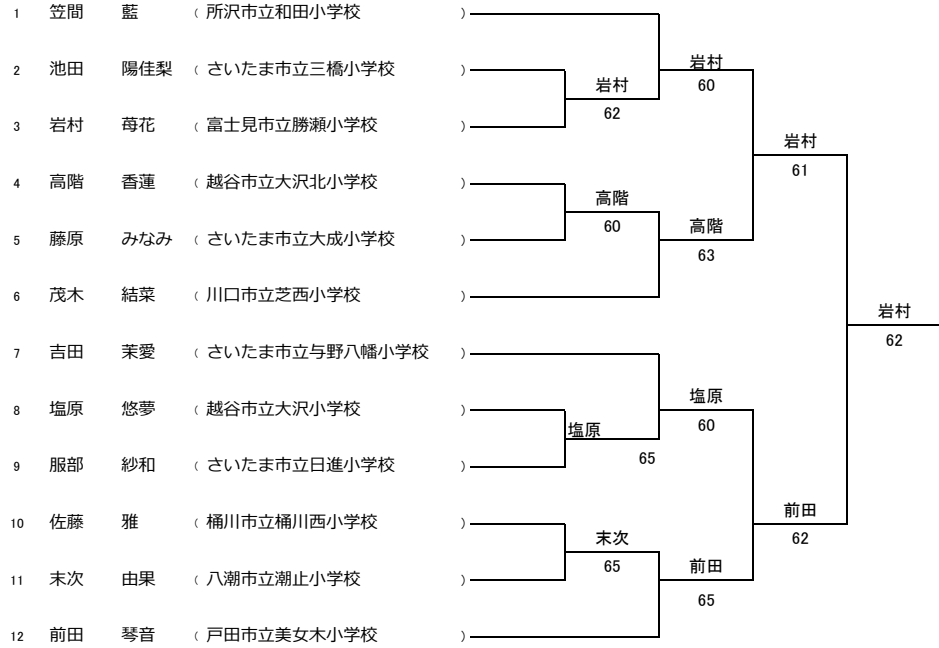 1 笠間 藍 ( 所沢市立和田小学校 )
2 池田 陽佳梨 ( さいたま市立三橋小学校 )
3 岩村 苺花 ( 富士見市立勝瀬小学校 )
4 高階 香蓮 ( 越谷市立大沢北小学校 )
5 藤原 みなみ ( さいたま市立大成小学校 )
6 茂木 結菜 ( 川口市立芝西小学校 )
7 吉田 茉愛 ( さいたま市立与野八幡小学校 )
8 塩原 悠夢 ( 越谷市立大沢小学校 )
9 服部 紗和 ( さいたま市立日進小学校 )
10 佐藤 雅 ( 桶川市立桶川西小学校 )
11 末次 由果 ( 八潮市立潮止小学校 )
12 前田 琴音 ( 戸田市立美女木小学校 )
岩村
62
高階
60
塩原
65
末次
65
岩村
60
高階
63
塩原
60
前田
65
岩村
61
前田
62
岩村
62